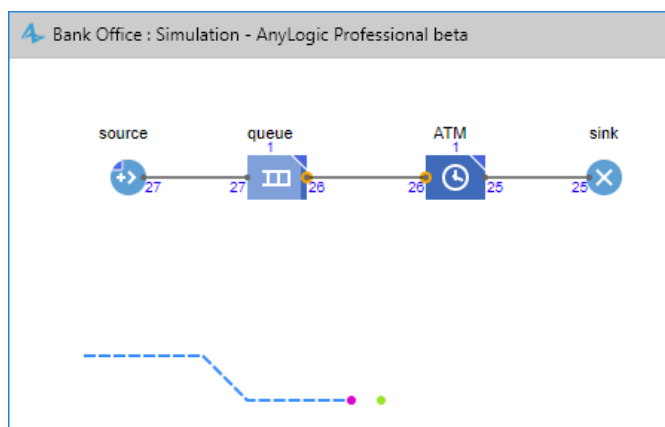 Bank Office : Simulation - AnyLogic Professional beta
source queue ATM sink
1 1
27 27 26 26 25 25